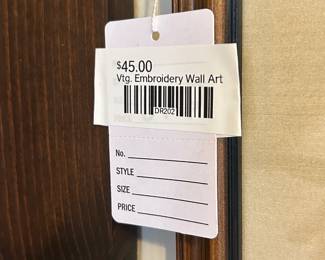 $45.00
Vtg. Embroidery Wall Art
DR202
No.
STYLE
SIZE
PRICE